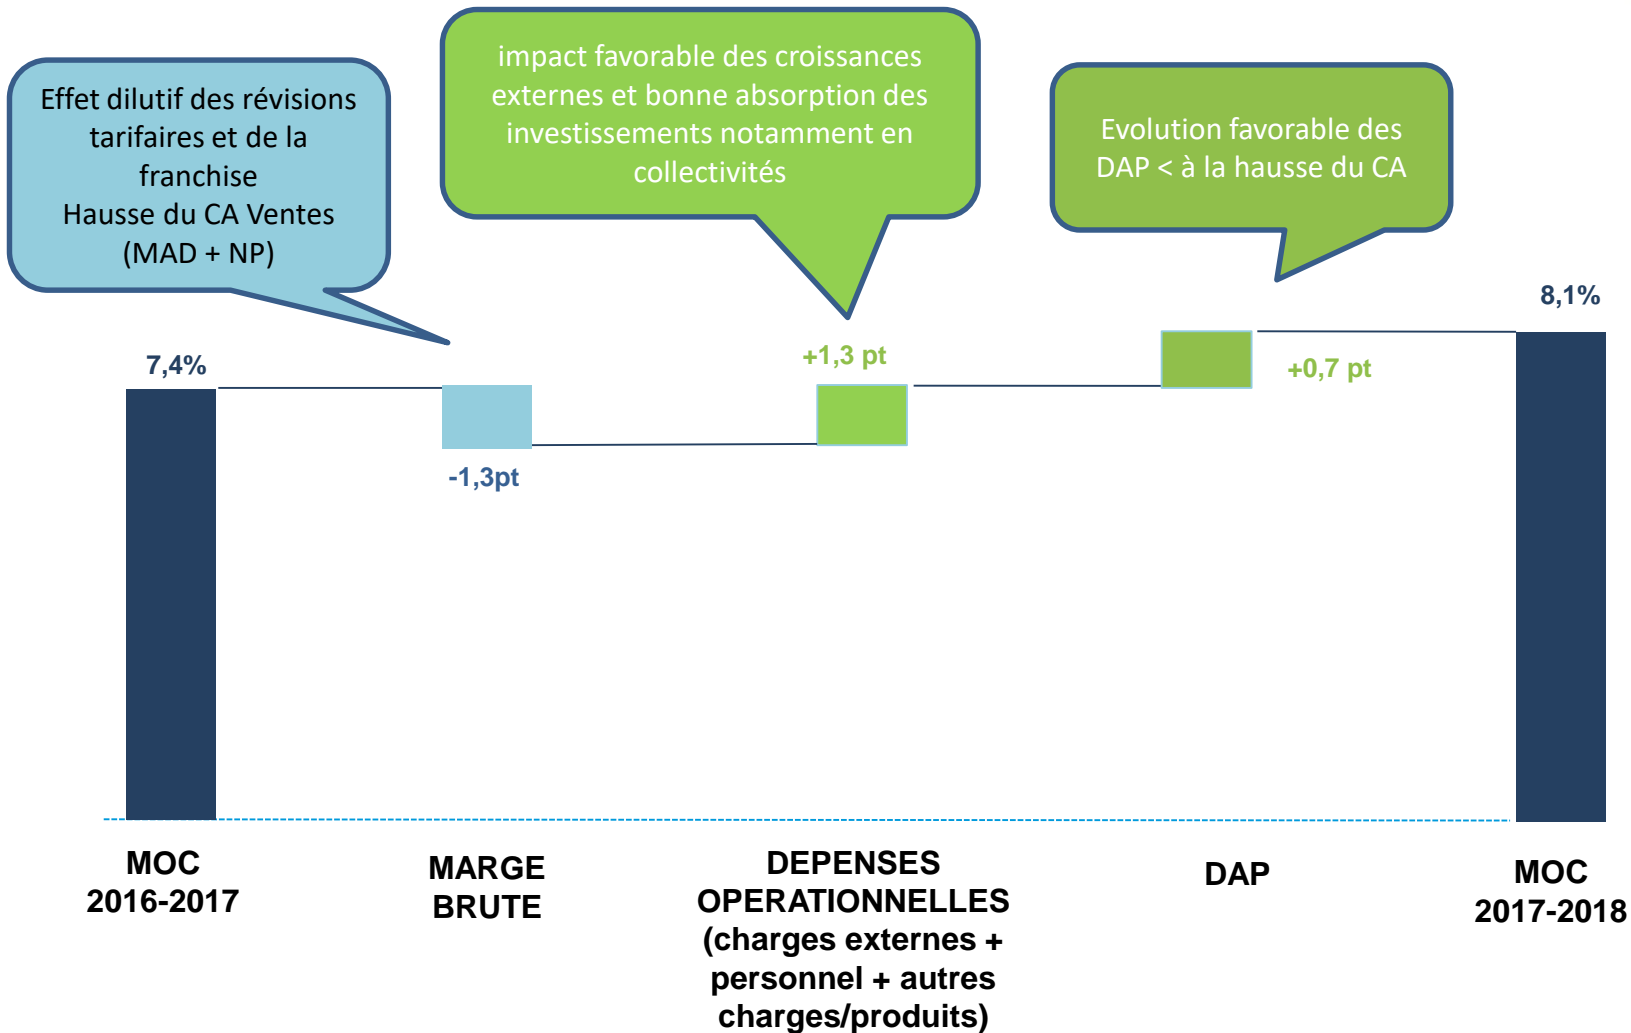 Effet dilutif des révisions
tarifaires et de la
franchise
Hausse du CA Ventes
(MAD + NP)
impact favorable des croissances
externes et bonne absorption des
investissements notamment en
collectivités
Evolution favorable des
DAP < à la hausse du CA
7,4%
-1,3pt
+1,3 pt
+0,7 pt
8,1%
MOC
2016-2017
MARGE
BRUTE
DEPENSES
OPERATIONNELLES
(charges externes +
personnel + autres
charges/produits)
DAP
MOC
2017-2018